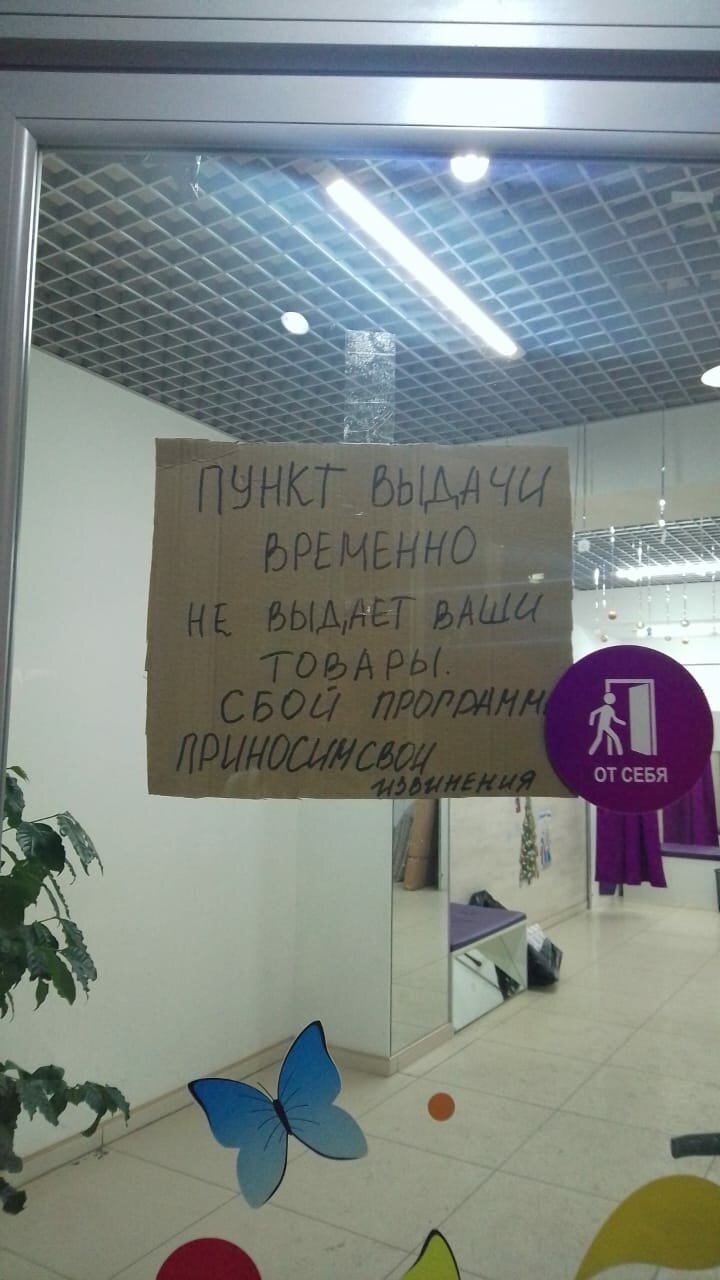 ПУНКТ ВЫДАЧИ
ВРЕМЕННО
НЕ ВЫДАЕТ ВАШИ
ТОВАРЫ.
СБОЙ ПРОГРАММ
ПРИНОСИМ СВОИ
ИЗВИНЕНИЯ
ОТ СЕБЯ